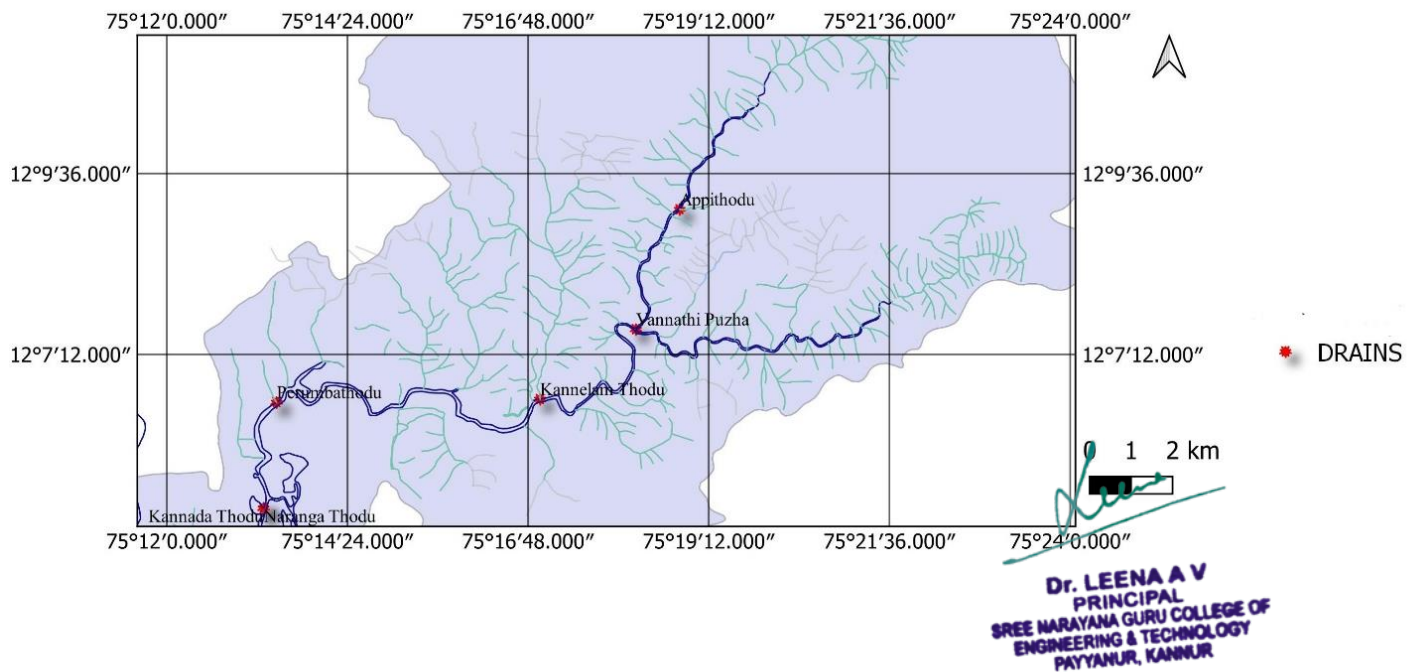 75°12′0.000″ 75°14′24.000″ 75°16′48.000″ 75°19′12.000″ 75°21′36.000″ 75°24′0.000″
12°9′36.000″ 12°9′36.000″
Appithodu
Vannathi Puzha
12°7′12.000″ 12°7′12.000″
DRAINS
Perumbathodu
Kannelam Thodu
0 1 2 km
Kannada Thodu Naranga Thodu
75°12′0.000″ 75°14′24.000″ 75°16′48.000″ 75°19′12.000″ 75°21′36.000″ 75°24′0.000″
Dr. LEENA A V
PRINCIPAL
SREE NARAYANA GURU COLLEGE OF
ENGINEERING & TECHNOLOGY
PAYYANUR, KANNUR